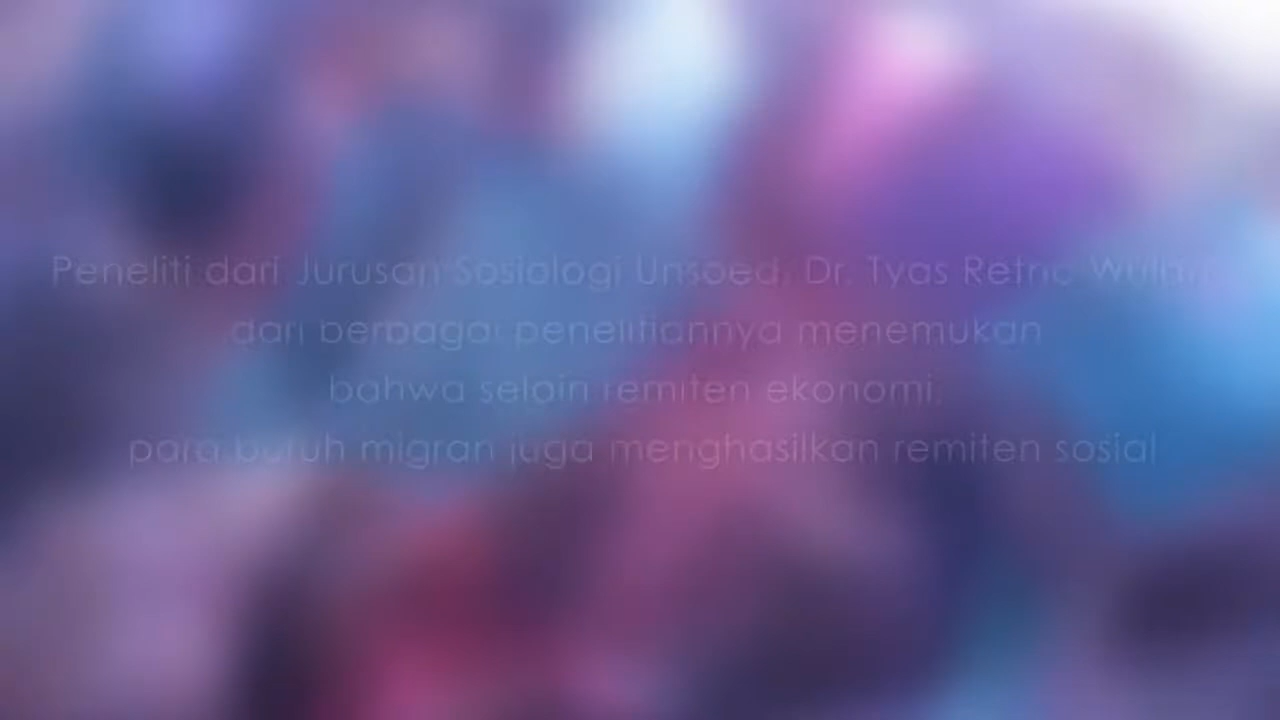 Peneliti dari Jurusan Sosiologi Unsoed, Dr. Tyas Retno Wulan,
dari berbagai penelitiannya menemukan
bahwa selain remiten ekonomi,
para buruh migran juga menghasilkan remiten sosial